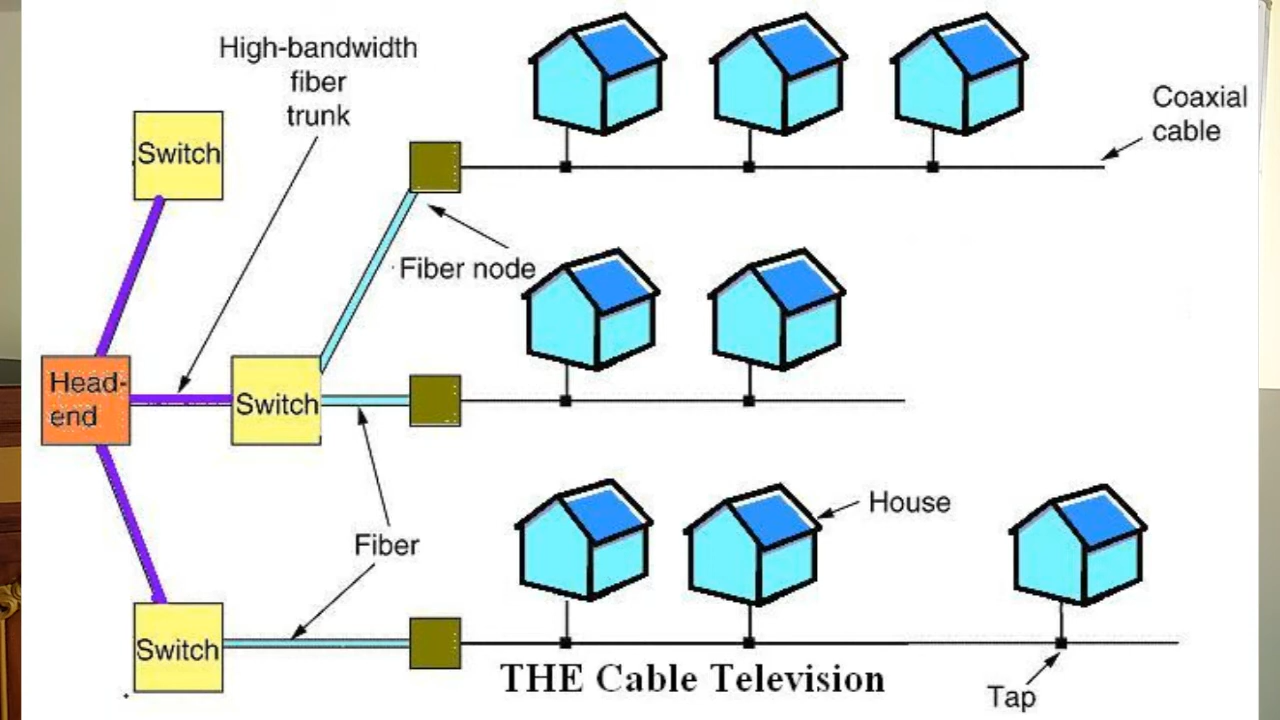 High-bandwidth
fiber
trunk
Coaxial
cable
Switch
Fiber node
Head-
end
Switch
House
Fiber
Switch
THE Cable Television
Tap